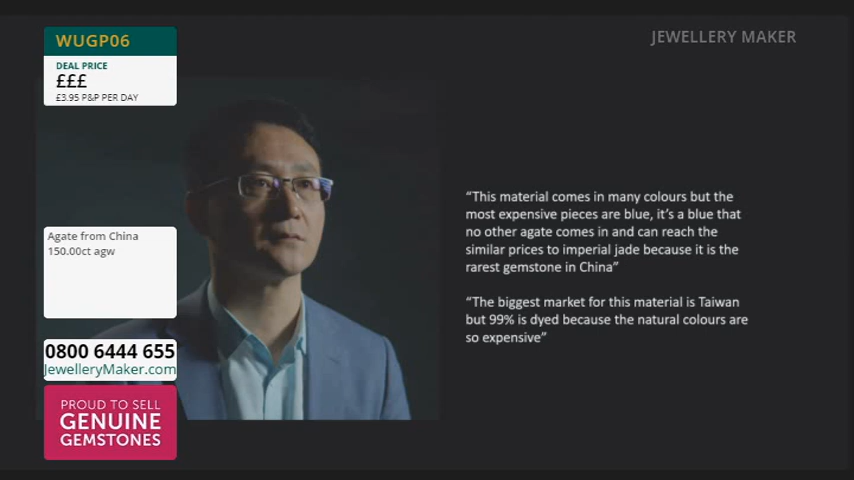 WUGP06
DEAL PRICE
£££
£3.95 P&P PER DAY
JEWELLERY MAKER
Agate from China
150.00ct agw
0800 6444 655
JewelleryMaker.com
PROUD TO SELL
GENUINE
GEMSTONES
“This material comes in many colours but the
most expensive pieces are blue, it’s a blue that
no other agate comes in and can reach the
similar prices to imperial jade because it is the
rarest gemstone in China”
“The biggest market for this material is Taiwan
but 99% is dyed because the natural colours are
so expensive”